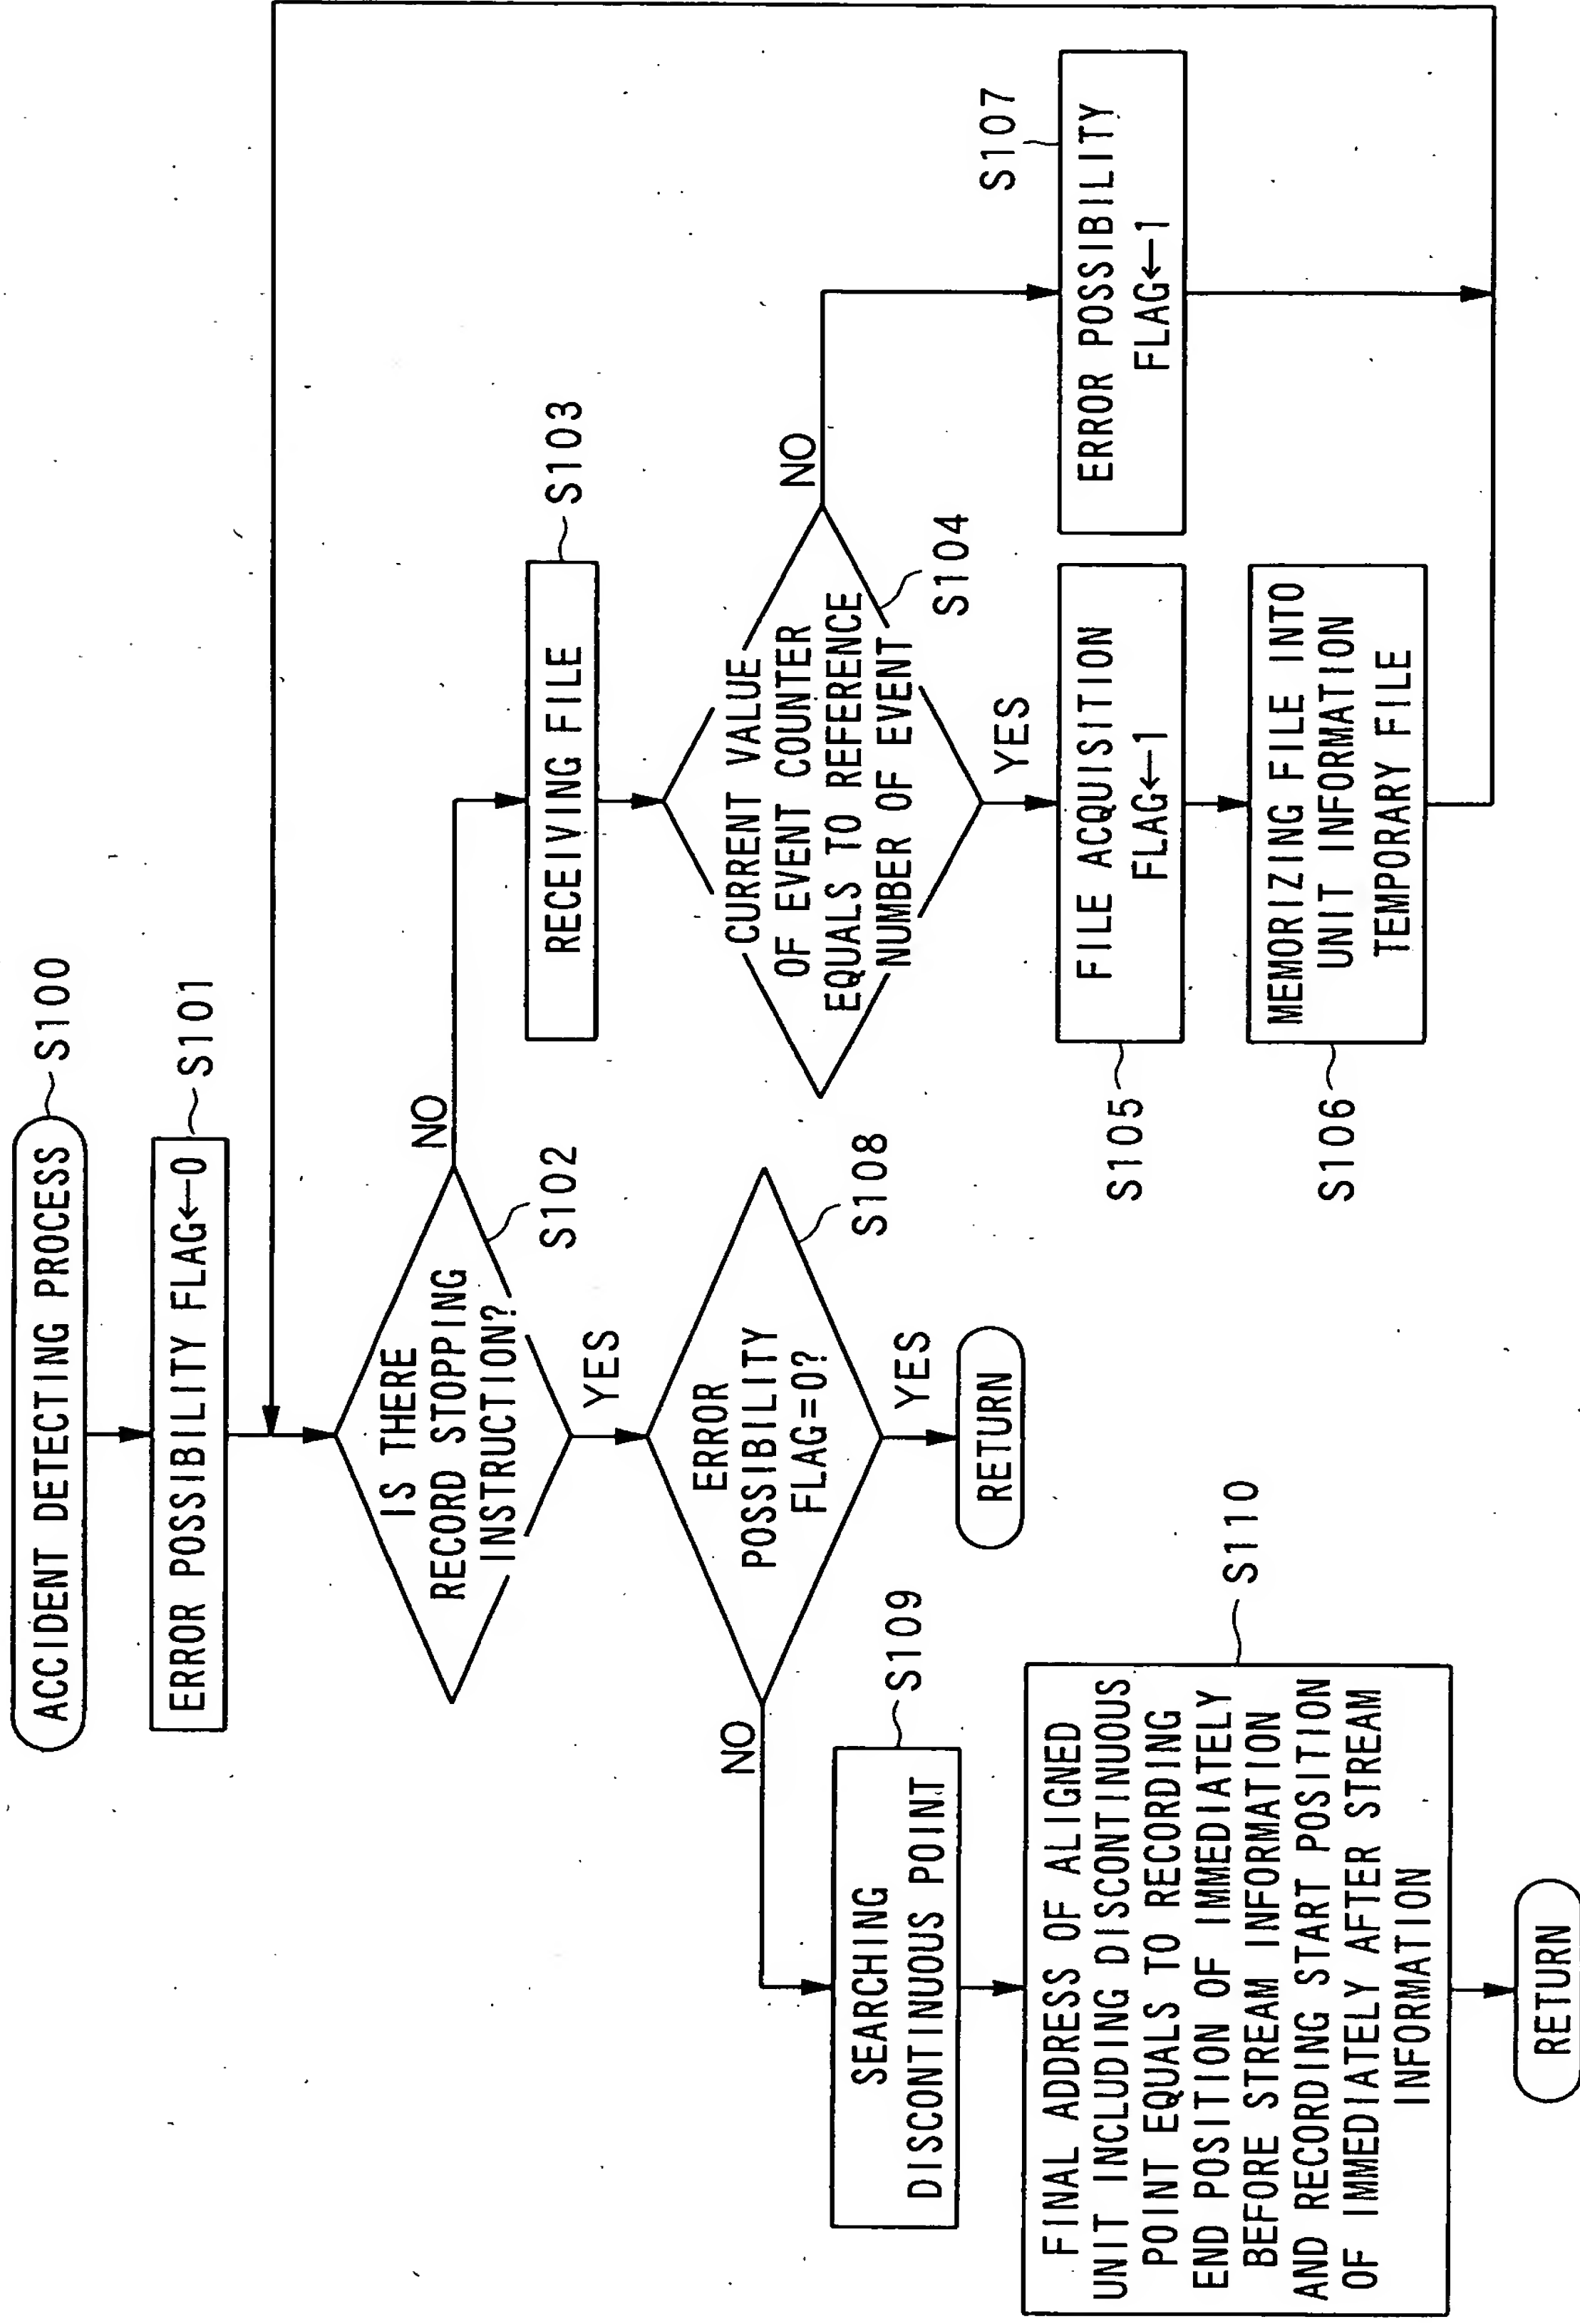 ACCIDENT DETECTING PROCESS
S100
ERROR POSSIBILITY FLAG←0
S101
IS THERE
RECORD STOPPING
INSTRUCTION?
S102
NO
YES
RECEIVING FILE
S103
CURRENT VALUE
OF EVENT COUNTER
EQUALS TO REFERENCE
NUMBER OF EVENT
S104
NO
YES
FILE ACQUISITION
FLAG←1
S105
MEMORIZING FILE INTO
UNIT INFORMATION
TEMPORARY FILE
S106
ERROR POSSIBILITY
FLAG←1
S107
ERROR
POSSIBILITY
FLAG=0?
S108
NO
YES
RETURN
SEARCHING
DISCONTINUOUS POINT
S109
FINAL ADDRESS OF ALIGNED
UNIT INCLUDING DISCONTINUOUS
POINT EQUALS TO RECORDING
END POSITION OF IMMEDIATELY
BEFORE STREAM INFORMATION
AND RECORDING START POSITION
OF IMMEDIATELY AFTER STREAM
INFORMATION
S110
RETURN